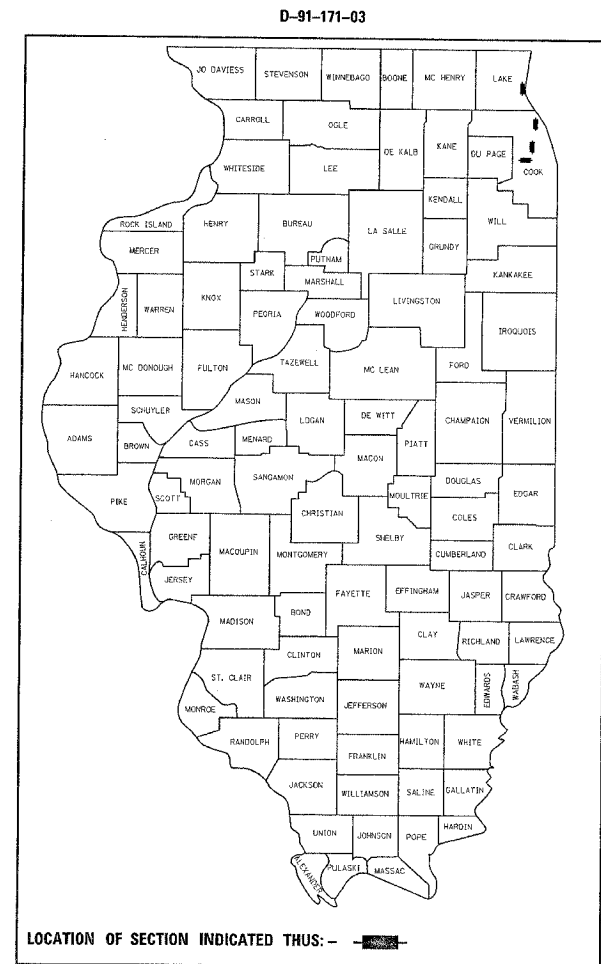 D-91-171-03
JO DAVIESS
STEVENSON
WINNEBAGO
BOONE
MC HENRY
LAKE
CARROLL
OGLE
DE KALB
KANE
DU PAGE
COOK
WHITESIDE
LEE
KENDALL
WILL
ROCK ISLAND
HENRY
BUREAU
LA SALLE
GRUNDY
MERCER
PUTNAM
KANKAKEE
STARK
MARSHALL
HENDERSON
WARREN
KNOX
PEORIA
WOODFORD
LIVINGSTON
IROQUOIS
HANCOCK
MC DONOUGH
FULTON
TAZEWELL
MC LEAN
FORD
SCHUYLER
MASON
LOGAN
DE WITT
CHAMPAIGN
VERMILION
ADAMS
BROWN
CASS
MENARD
MACON
PIATT
PIKE
SCOTT
MORGAN
SANGAMON
MOULTRIE
DOUGLAS
EDGAR
CHRISTIAN
COLES
SHELBY
CALHOUN
GREENE
MACOUPIN
MONTGOMERY
CUMBERLAND
CLARK
JERSEY
FAYETTE
EFFINGHAM
JASPER
CRAWFORD
MADISON
BOND
CLAY
RICHLAND
LAWRENCE
CLINTON
MARION
ST. CLAIR
WAYNE
EDWARDS
WABASH
WASHINGTON
JEFFERSON
MONROE
RANDOLPH
PERRY
HAMILTON
WHITE
FRANKLIN
JACKSON
WILLIAMSON
SALINE
GALLATIN
UNION
JOHNSON
POPE
HARDIN
ALEXANDER
PULASKI
MASSAC
LOCATION OF SECTION INDICATED THUS: -